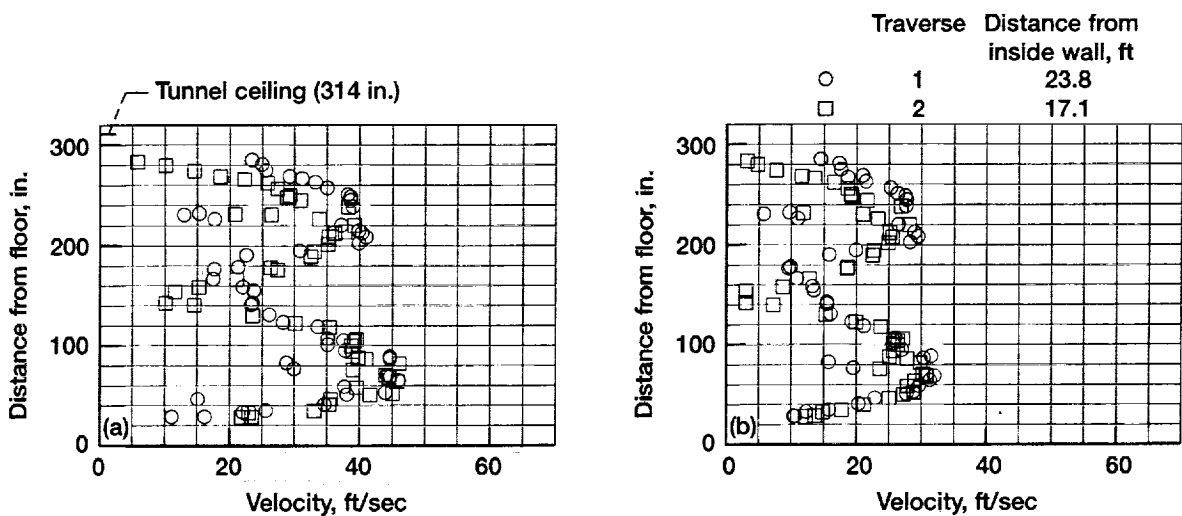 Traverse Distance from
inside wall, ft
1 23.8
2 17.1
Tunnel ceiling (314 in.)
300
200
100
0
Distance from floor, in.
(a)
0 20 40 60
Velocity, ft/sec
300
200
100
0
Distance from floor, in.
(b)
0 20 40 60
Velocity, ft/sec